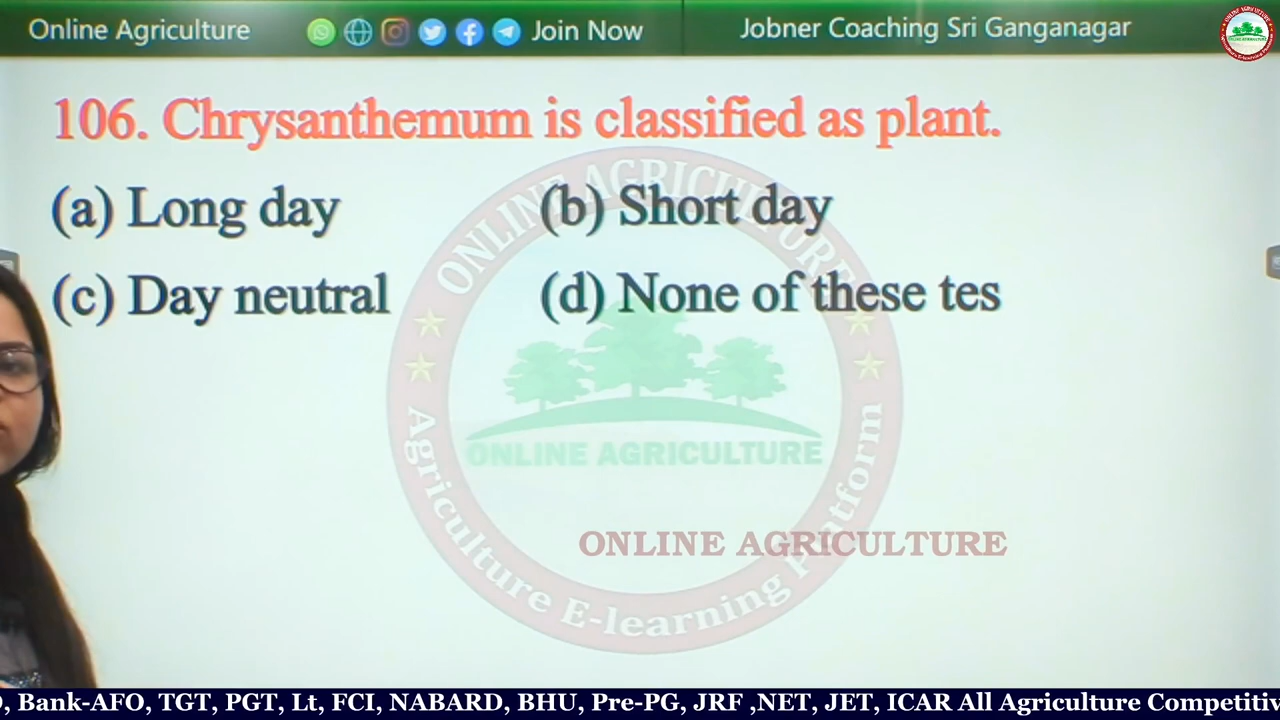 Online Agriculture Join Now Jobner Coaching Sri Ganganagar
106. Chrysanthemum is classified as plant.
(a) Long day (b) Short day
(c) Day neutral (d) None of these tes
ONLINE AGRICULTURE
ONLINE AGRICULTURE
Agriculture E-learning Platform
ONLINE AGRICULTURE
, Bank-AFO, TGT, PGT, Lt, FCI, NABARD, BHU, Pre-PG, JRF ,NET, JET, ICAR All Agriculture Competitiv